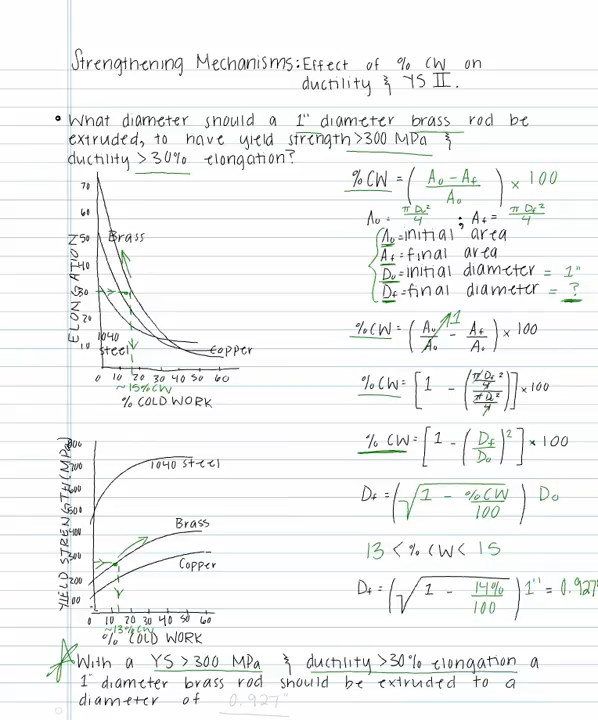 Strengthening Mechanisms: Effect of % CW on
ductility & YS II.
• What diameter should a 1" diameter brass rod be
extruded, to have yield strength >300 MPa &
ductility >30% elongation?
ELONGATION
70
60
50
40
30
20
10
Brass
1040
steel
copper
0 10 20 30 40 50 60
~15%CW
% COLD WORK
%CW = (A₀ - A_f / A₀) × 100
A₀ = πD₀²/4 ; A_f = πD_f²/4
A₀ = initial area
A_f = final area
D₀ = initial diameter = 1"
D_f = final diameter = ?
%CW = (A₀/A₀ - A_f/A₀) × 100
1
%CW = [1 - (πD_f²/4 / πD₀²/4)] × 100
% CW = [1 - (D_f/D₀)²] × 100
D_f = (√1 - %CW/100) D₀
13 < % CW < 15
D_f = (√1 - 14%/100) 1" = 0.927"
YIELD STRENGTH (MPa)
800
700
600
500
400
300
200
100
1040 steel
Brass
Copper
0 10 20 30 40 50 60
~13%CW
% COLD WORK
With a YS >300 MPa & ductility >30% elongation a
1" diameter brass rod should be extruded to a
diameter of 0.927"